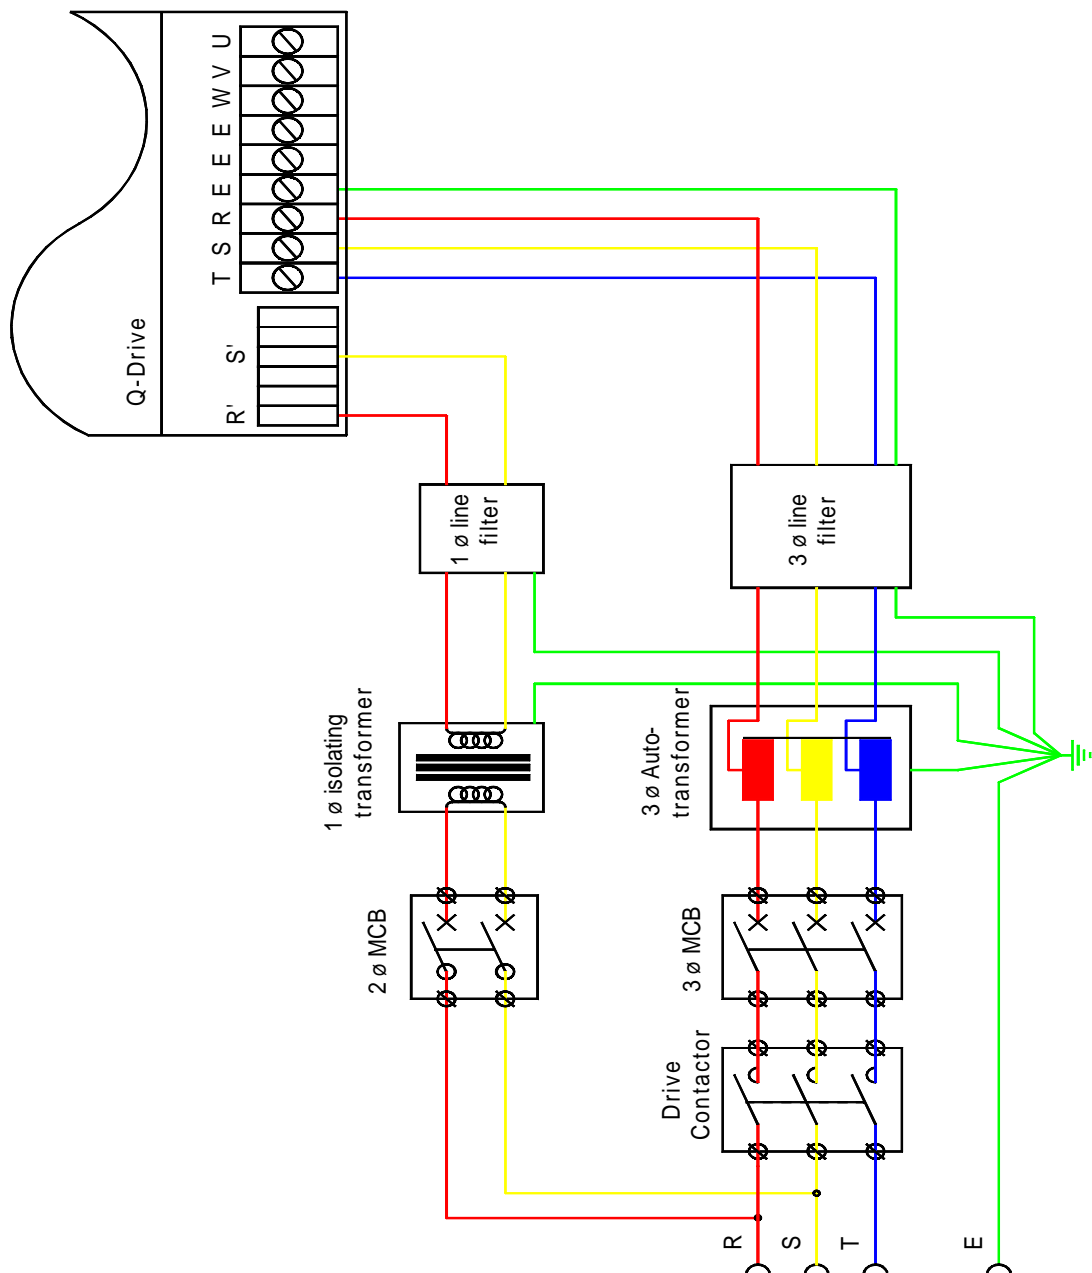 U
V
W
E
E
E
R
S
T
S'
R'
Q-Drive
1 ø line
filter
3 ø line
filter
1 ø isolating
transformer
3 ø Auto-
transformer
2 ø MCB
3 ø MCB
Drive
Contactor
R
S
T
E